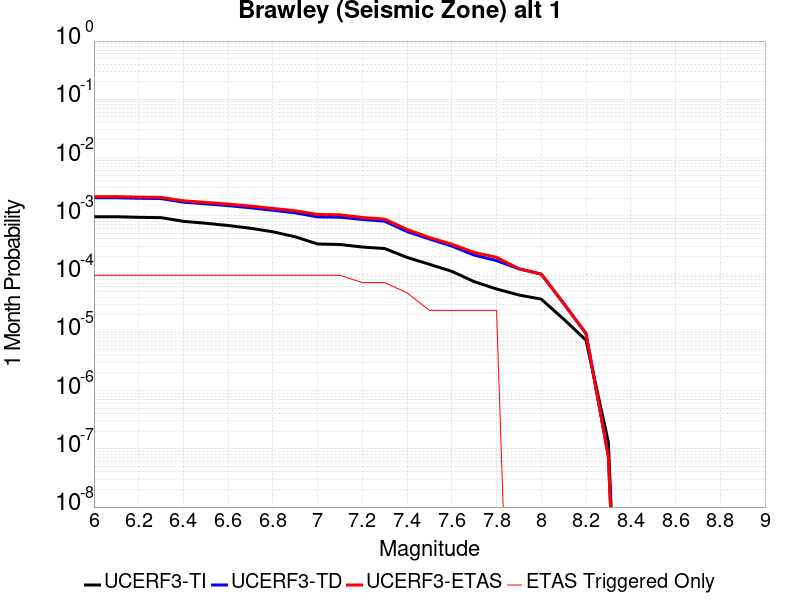 Brawley (Seismic Zone) alt 1
10^0
10^-1
10^-2
10^-3
10^-4
10^-5
10^-6
10^-7
10^-8
1 Month Probability
6 6.2 6.4 6.6 6.8 7 7.2 7.4 7.6 7.8 8 8.2 8.4 8.6 8.8 9
Magnitude
UCERF3-TI UCERF3-TD UCERF3-ETAS ETAS Triggered Only